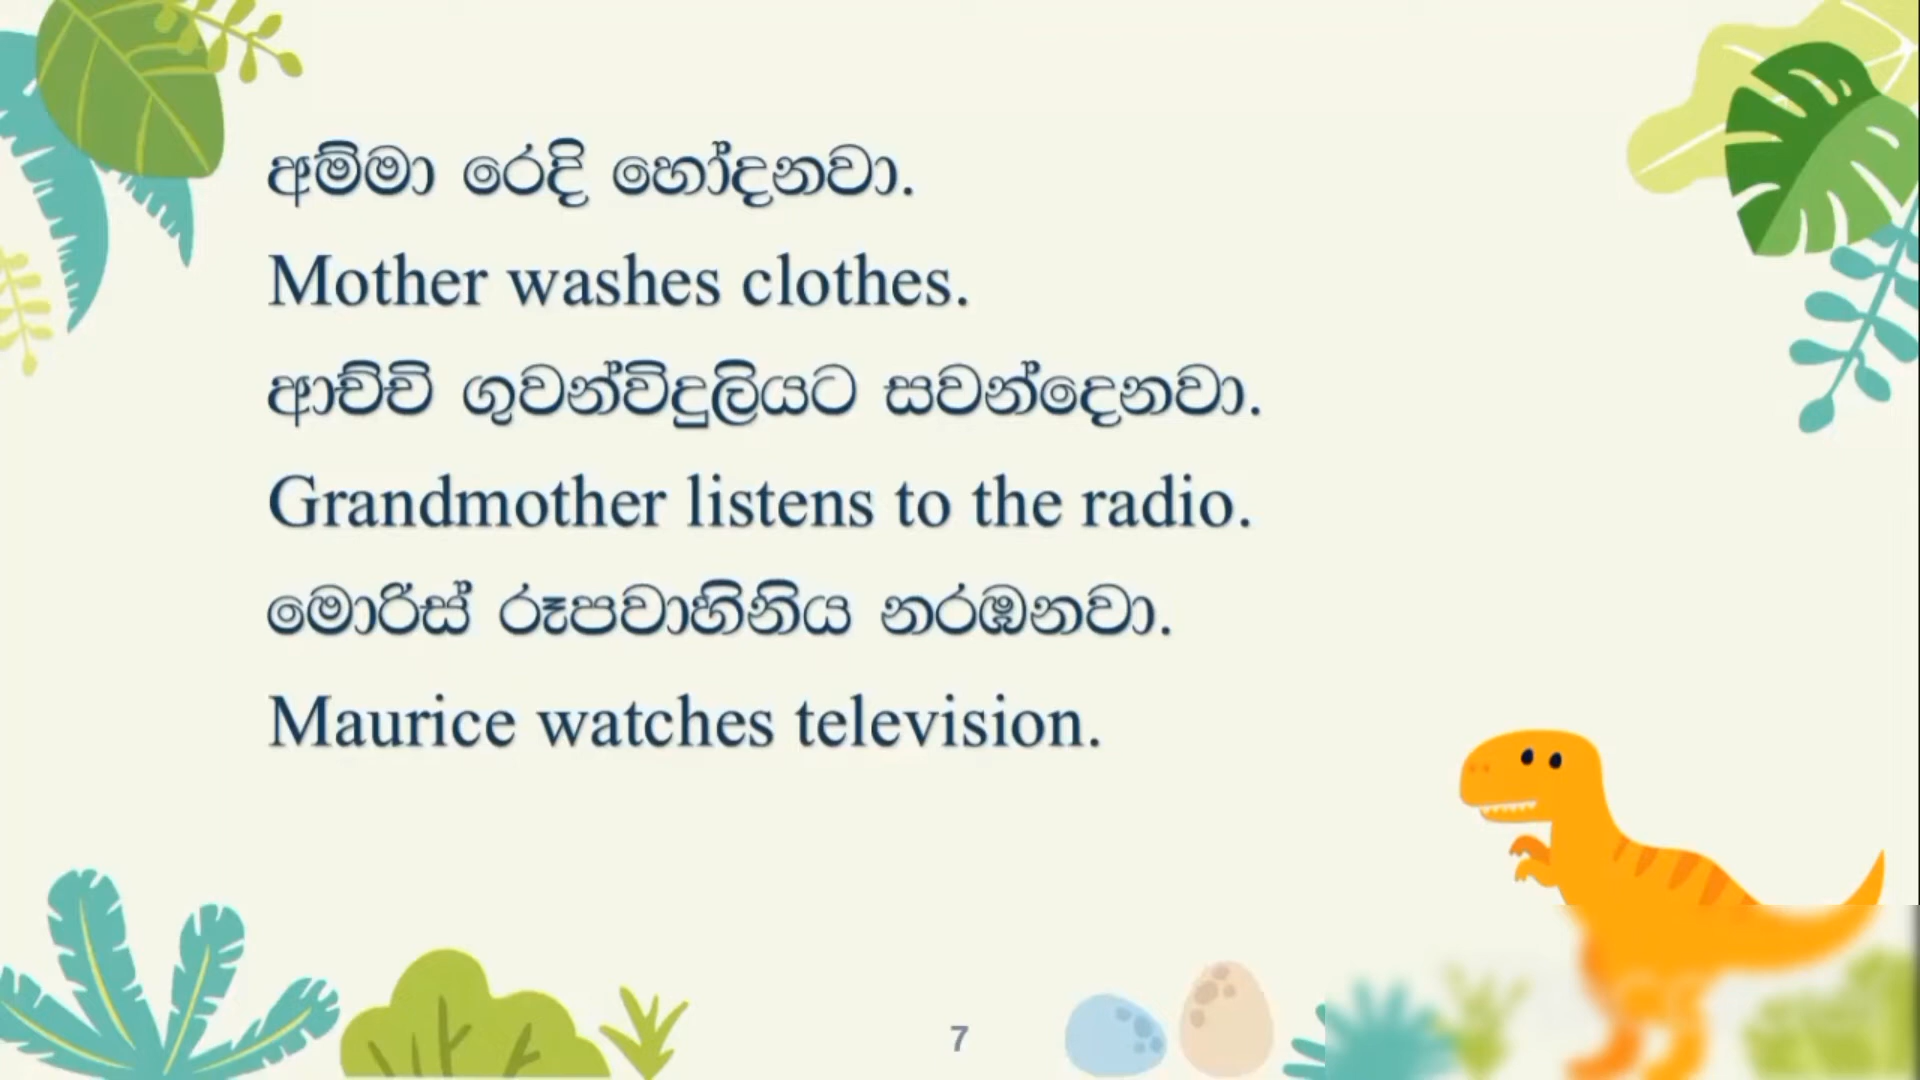 අම්මා රෙදි හෝදනවා.
Mother washes clothes.
ආච්චි ගුවන්විදුලියට සවන්දෙනවා.
Grandmother listens to the radio.
මොරිස් රූපවාහිනිය නරඹනවා.
Maurice watches television.
7